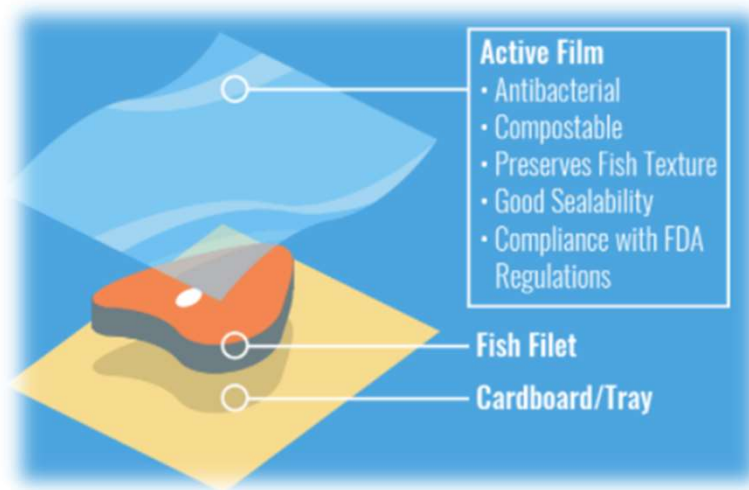 Active Film
• Antibacterial
• Compostable
• Preserves Fish Texture
• Good Sealability
• Compliance with FDA
Regulations
Fish Filet
Cardboard/Tray